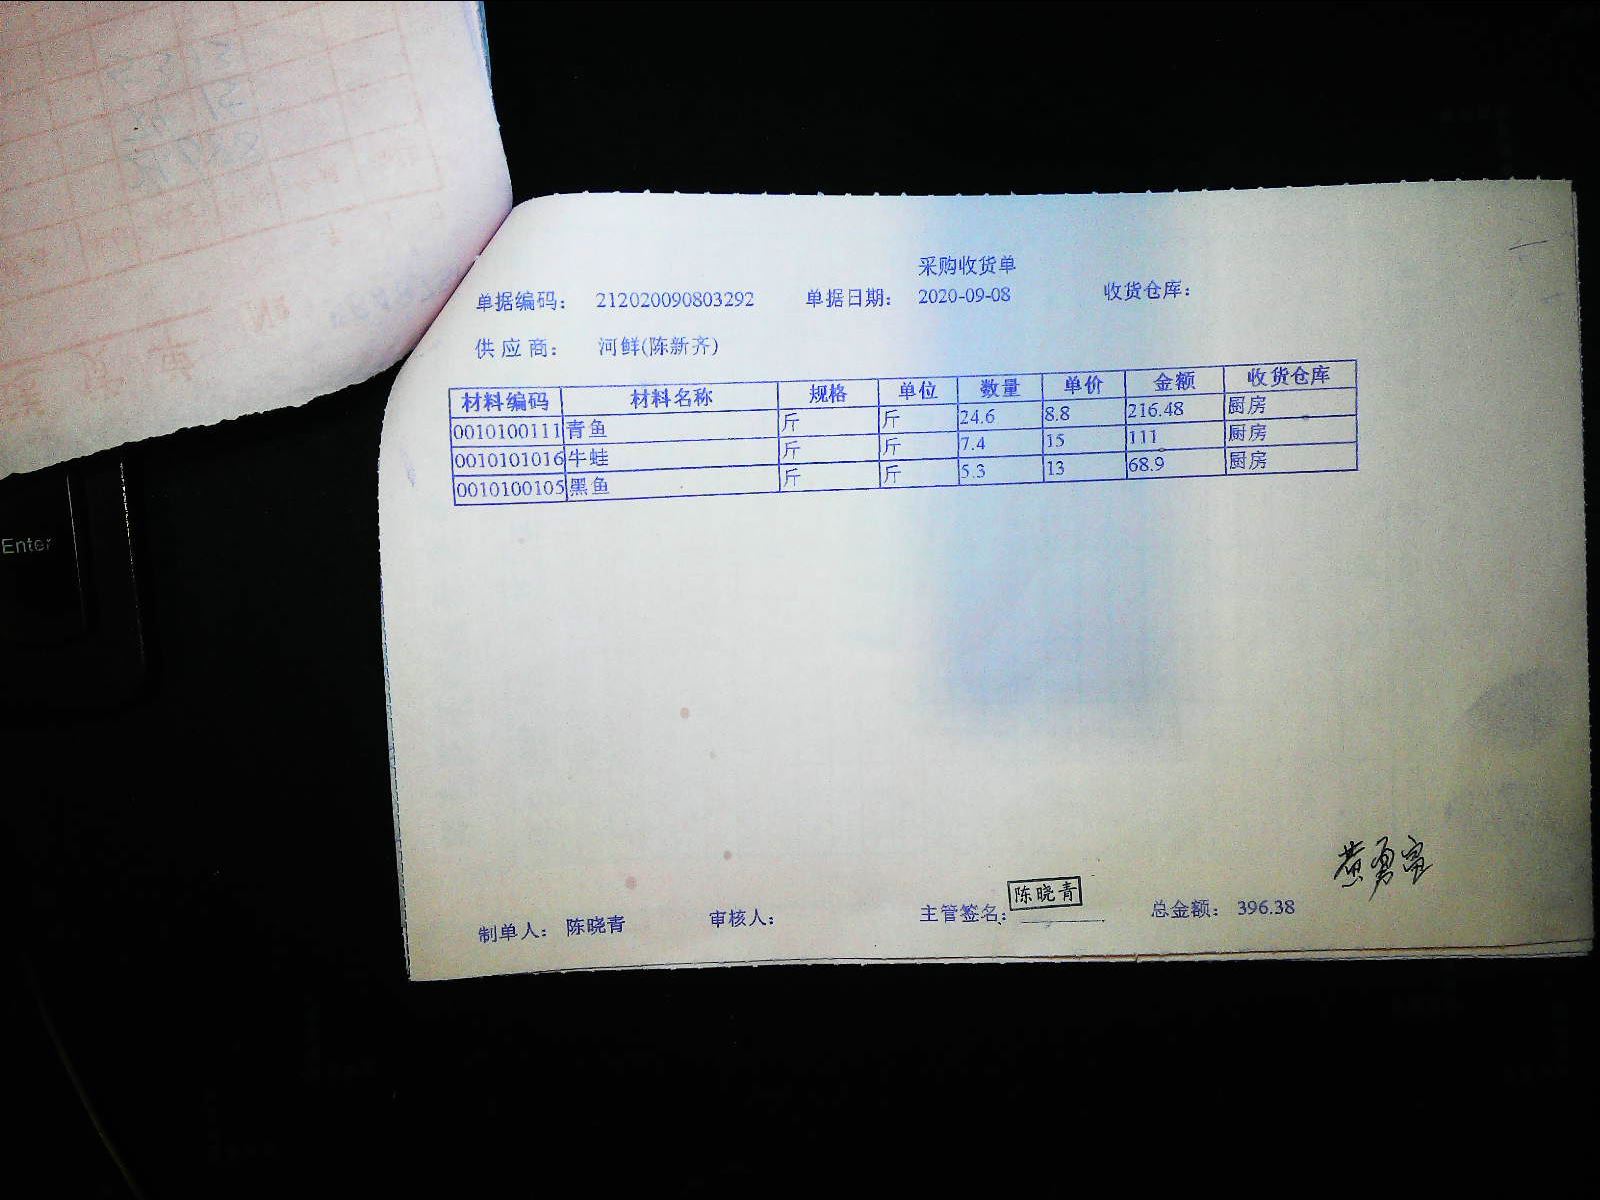 采购收货单
单据编码： 212020090803292 单据日期： 2020-09-08 收货仓库：
供应商： 河鲜(陈新齐)
材料编码 材料名称 规格 单位 数量 单价 金额 收货仓库
0010100111 青鱼 斤 斤 24.6 8.8 216.48 厨房
0010101016 牛蛙 斤 斤 7.4 15 111 厨房
0010100105 黑鱼 斤 斤 5.3 13 68.9 厨房
黄勇富
制单人： 陈晓青 审核人： 主管签名： 陈晓青 总金额： 396.38
Enter